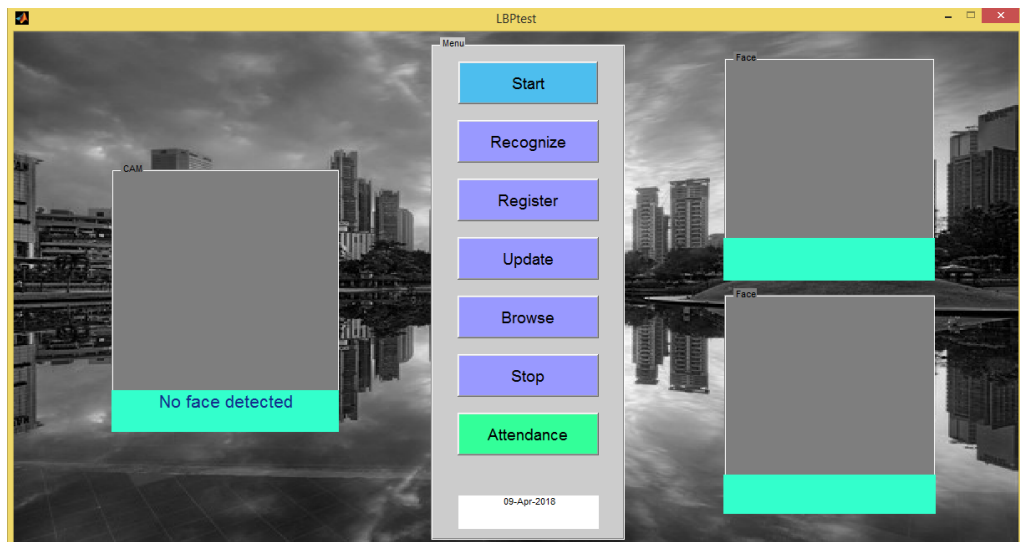 LBPtest
Menu
Start
Recognize
Register
Update
Browse
Stop
Attendance
09-Apr-2018
CAM
No face detected
Face
Face